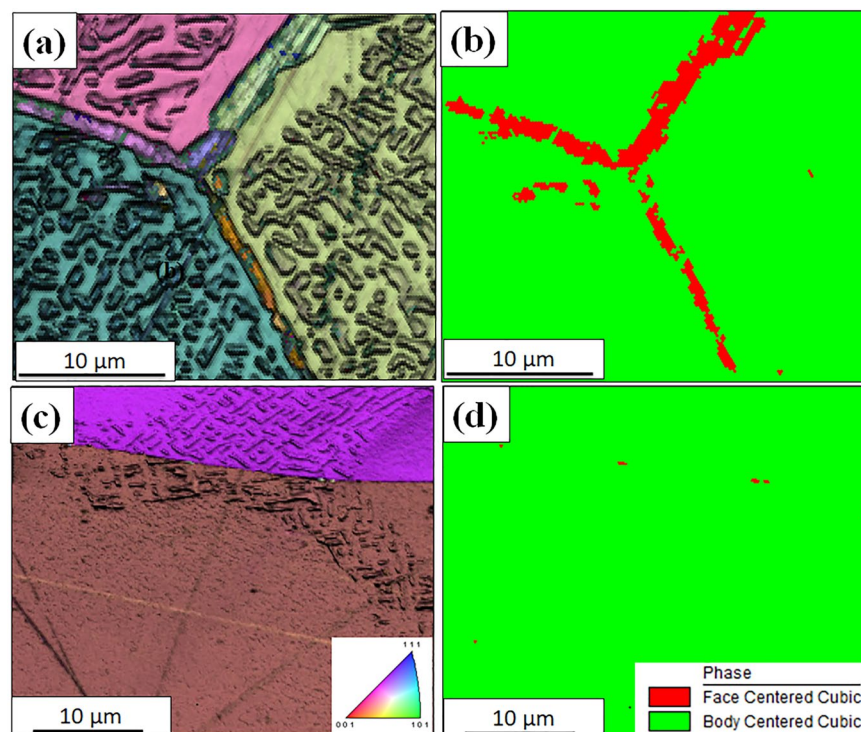 (a)
(b)
(b)
10 μm
10 μm
(c)
(d)
111
001
101
10 μm
10 μm
Phase
Face Centered Cubic
Body Centered Cubic